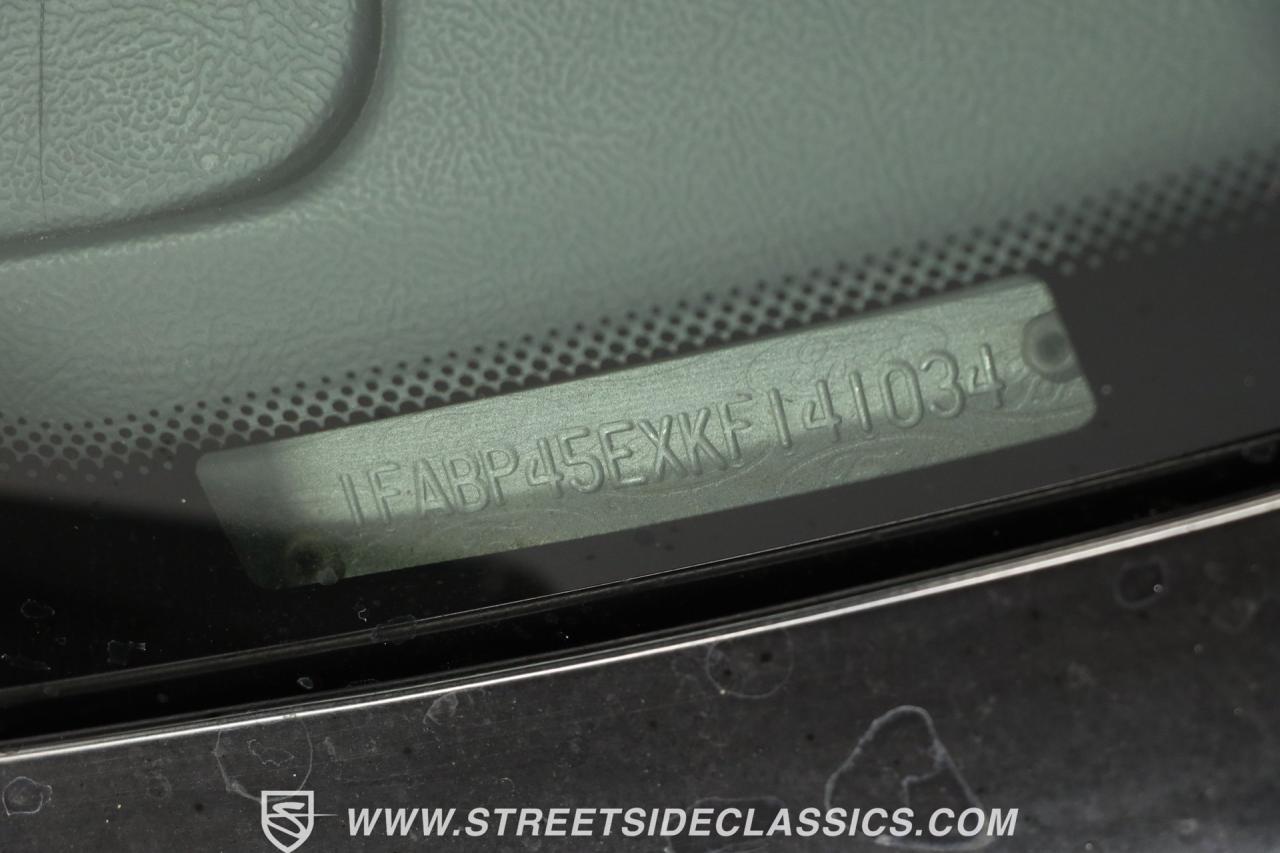 1FABP45EXKF141034
WWW.STREETSIDECLASSICS.COM